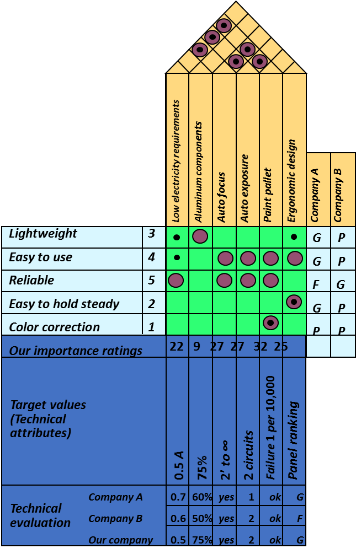 Low electricity requirements
Aluminum components
Auto focus
Auto exposure
Paint pallet
Ergonomic design
Company A
Company B
Lightweight 3 G P
Easy to use 4 G P
Reliable 5 F G
Easy to hold steady 2 G P
Color correction 1 P P
Our importance ratings 22 9 27 27 32 25
Target values
(Technical
attributes)
0.5 A
75%
2' to ∞
2 circuits
Failure 1 per 10,000
Panel ranking
Technical
evaluation
Company A 0.7 60% yes 1 ok G
Company B 0.6 50% yes 2 ok F
Our company 0.5 75% yes 2 ok G